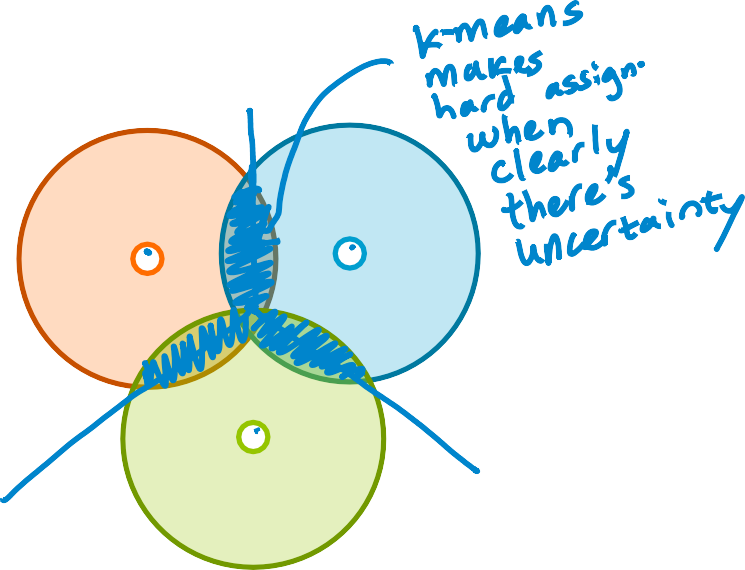 k-means
makes
hard assign.
when
clearly
there's
uncertainty